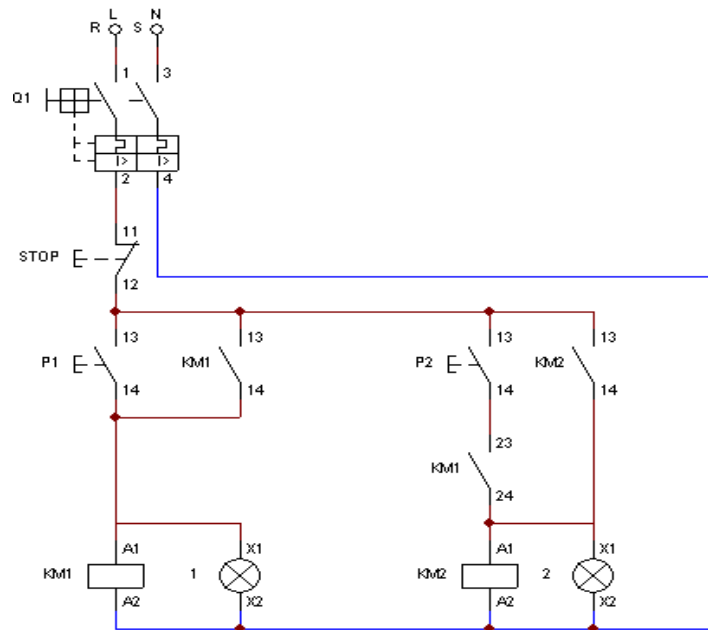 L N
R S
1 3
Q1
I> I>
2 4
11
STOP
12
13 13 13 13
P1 KM1 P2 KM2
14 14 14 14
23
KM1
24
A1 X1 A1 X1
KM1 1 KM2 2
A2 X2 A2 X2